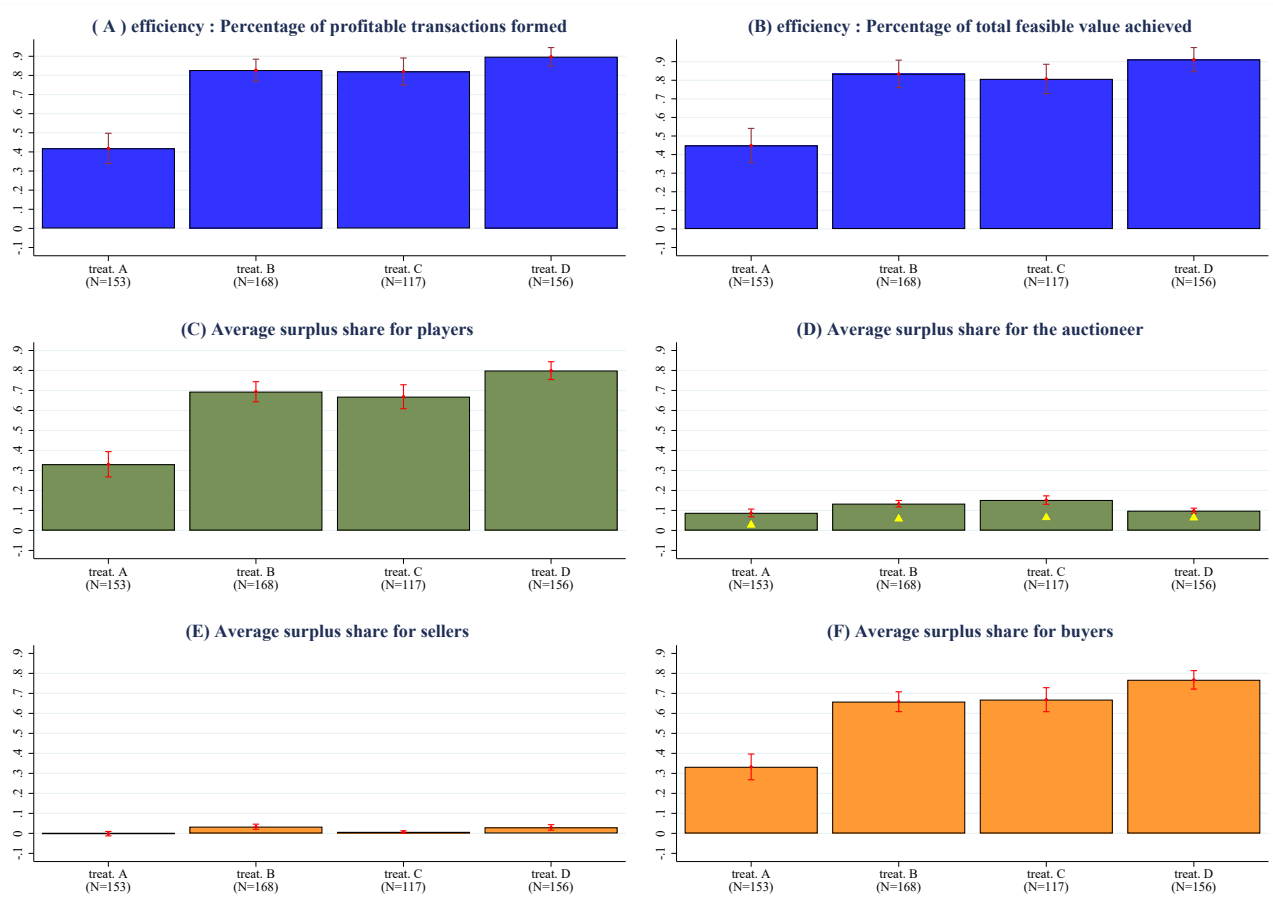 ( A ) efficiency : Percentage of profitable transactions formed
.9
.8
.7
.6
.5
.4
.3
.2
.1
0
-.1
treat. A
(N=153)
treat. B
(N=168)
treat. C
(N=117)
treat. D
(N=156)
(B) efficiency : Percentage of total feasible value achieved
.9
.8
.7
.6
.5
.4
.3
.2
.1
0
-.1
treat. A
(N=153)
treat. B
(N=168)
treat. C
(N=117)
treat. D
(N=156)
(C) Average surplus share for players
.9
.8
.7
.6
.5
.4
.3
.2
.1
0
-.1
treat. A
(N=153)
treat. B
(N=168)
treat. C
(N=117)
treat. D
(N=156)
(D) Average surplus share for the auctioneer
.9
.8
.7
.6
.5
.4
.3
.2
.1
0
-.1
treat. A
(N=153)
treat. B
(N=168)
treat. C
(N=117)
treat. D
(N=156)
(E) Average surplus share for sellers
.9
.8
.7
.6
.5
.4
.3
.2
.1
0
-.1
treat. A
(N=153)
treat. B
(N=168)
treat. C
(N=117)
treat. D
(N=156)
(F) Average surplus share for buyers
.9
.8
.7
.6
.5
.4
.3
.2
.1
0
-.1
treat. A
(N=153)
treat. B
(N=168)
treat. C
(N=117)
treat. D
(N=156)